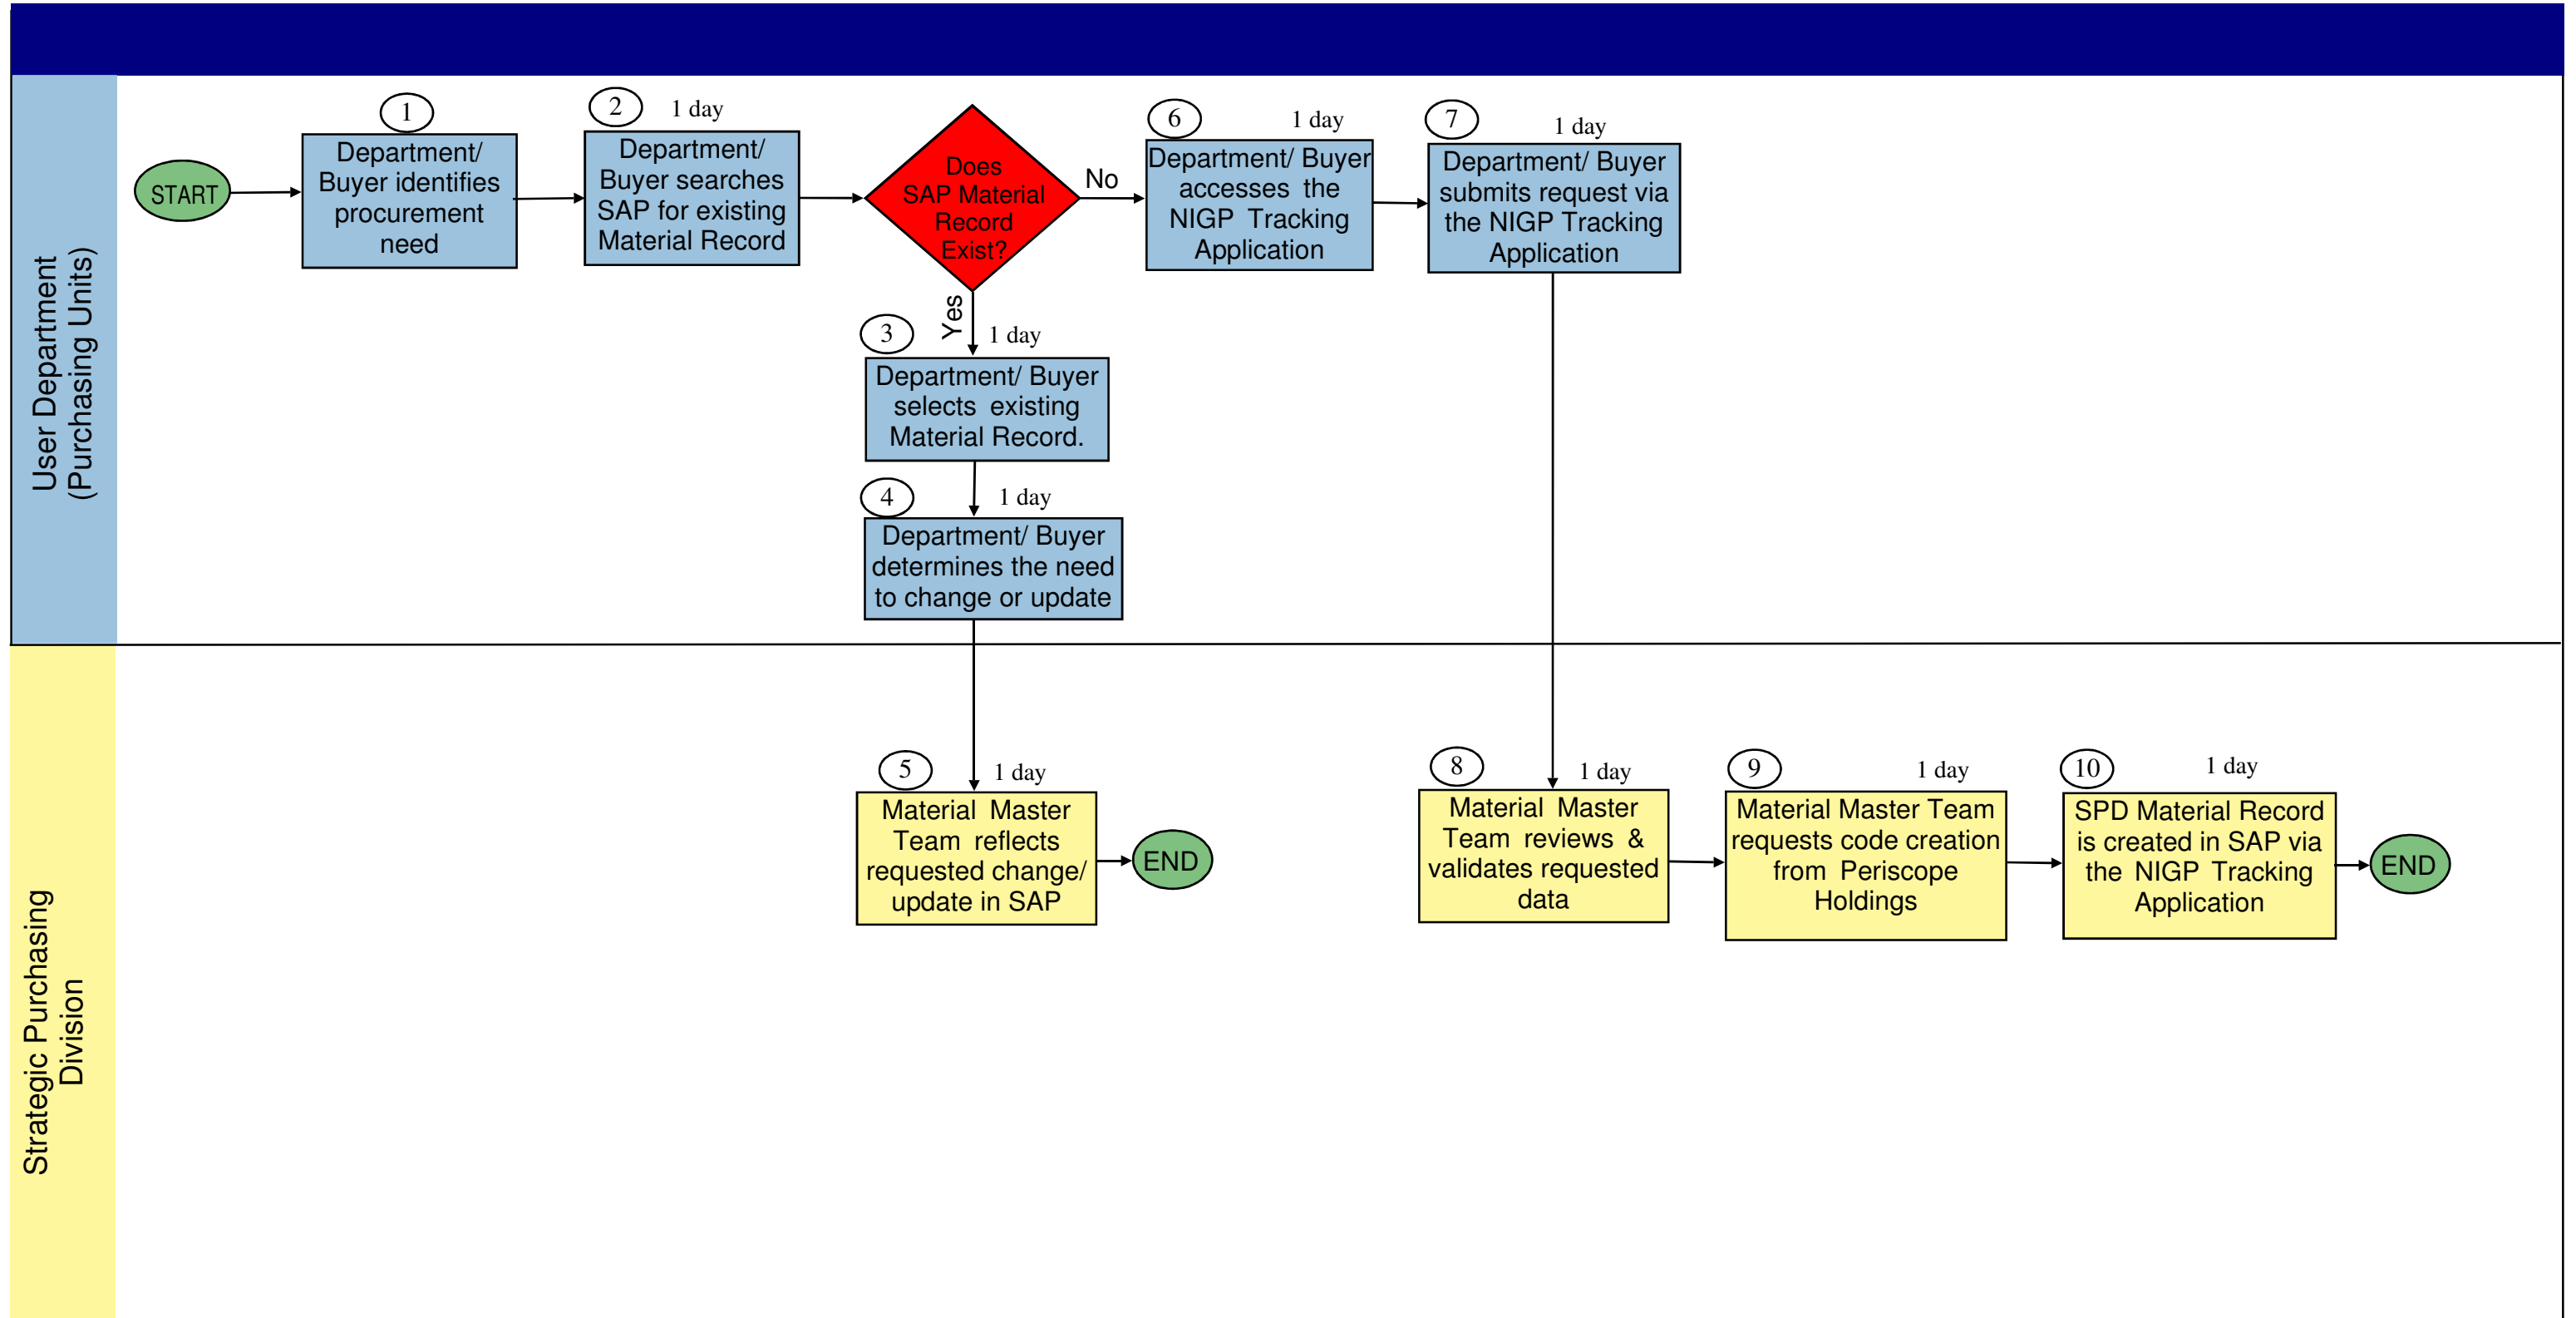 User Department
(Purchasing Units)
START
1
Department/
Buyer identifies
procurement
need
2
1 day
Department/
Buyer searches
SAP for existing
Material Record
Does
SAP Material
Record
Exist?
No
6
1 day
Department/ Buyer
accesses the
NIGP Tracking
Application
7
1 day
Department/ Buyer
submits request via
the NIGP Tracking
Application
Yes
3
1 day
Department/ Buyer
selects existing
Material Record.
4
1 day
Department/ Buyer
determines the need
to change or update
Strategic Purchasing
Division
5
1 day
Material Master
Team reflects
requested change/
update in SAP
END
8
1 day
Material Master
Team reviews &
validates requested
data
9
1 day
Material Master Team
requests code creation
from Periscope
Holdings
10
1 day
SPD Material Record
is created in SAP via
the NIGP Tracking
Application
END